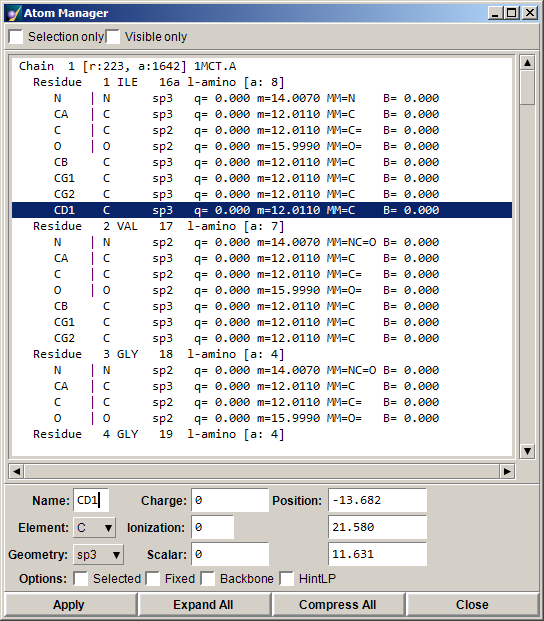 Atom Manager
Selection only Visible only
Chain 1 [r:223, a:1642] 1MCT.A
Residue 1 ILE 16a l-amino [a: 8]
N | N sp3 q= 0.000 m=14.0070 MM=N B= 0.000
CA | C sp3 q= 0.000 m=12.0110 MM=C B= 0.000
C | C sp2 q= 0.000 m=12.0110 MM=C= B= 0.000
O | O sp2 q= 0.000 m=15.9990 MM=O= B= 0.000
CB C sp3 q= 0.000 m=12.0110 MM=C B= 0.000
CG1 C sp3 q= 0.000 m=12.0110 MM=C B= 0.000
CG2 C sp3 q= 0.000 m=12.0110 MM=C B= 0.000
CD1 C sp3 q= 0.000 m=12.0110 MM=C B= 0.000
Residue 2 VAL 17 l-amino [a: 7]
N | N sp2 q= 0.000 m=14.0070 MM=NC=O B= 0.000
CA | C sp3 q= 0.000 m=12.0110 MM=C B= 0.000
C | C sp2 q= 0.000 m=12.0110 MM=C= B= 0.000
O | O sp2 q= 0.000 m=15.9990 MM=O= B= 0.000
CB C sp3 q= 0.000 m=12.0110 MM=C B= 0.000
CG1 C sp3 q= 0.000 m=12.0110 MM=C B= 0.000
CG2 C sp3 q= 0.000 m=12.0110 MM=C B= 0.000
Residue 3 GLY 18 l-amino [a: 4]
N | N sp2 q= 0.000 m=14.0070 MM=NC=O B= 0.000
CA | C sp3 q= 0.000 m=12.0110 MM=C B= 0.000
C | C sp2 q= 0.000 m=12.0110 MM=C= B= 0.000
O | O sp2 q= 0.000 m=15.9990 MM=O= B= 0.000
Residue 4 GLY 19 l-amino [a: 4]
Name: CD1 Charge: 0 Position: -13.682
Element: C Ionization: 0 21.580
Geometry: sp3 Scalar: 0 11.631
Options: Selected Fixed Backbone HintLP
Apply Expand All Compress All Close